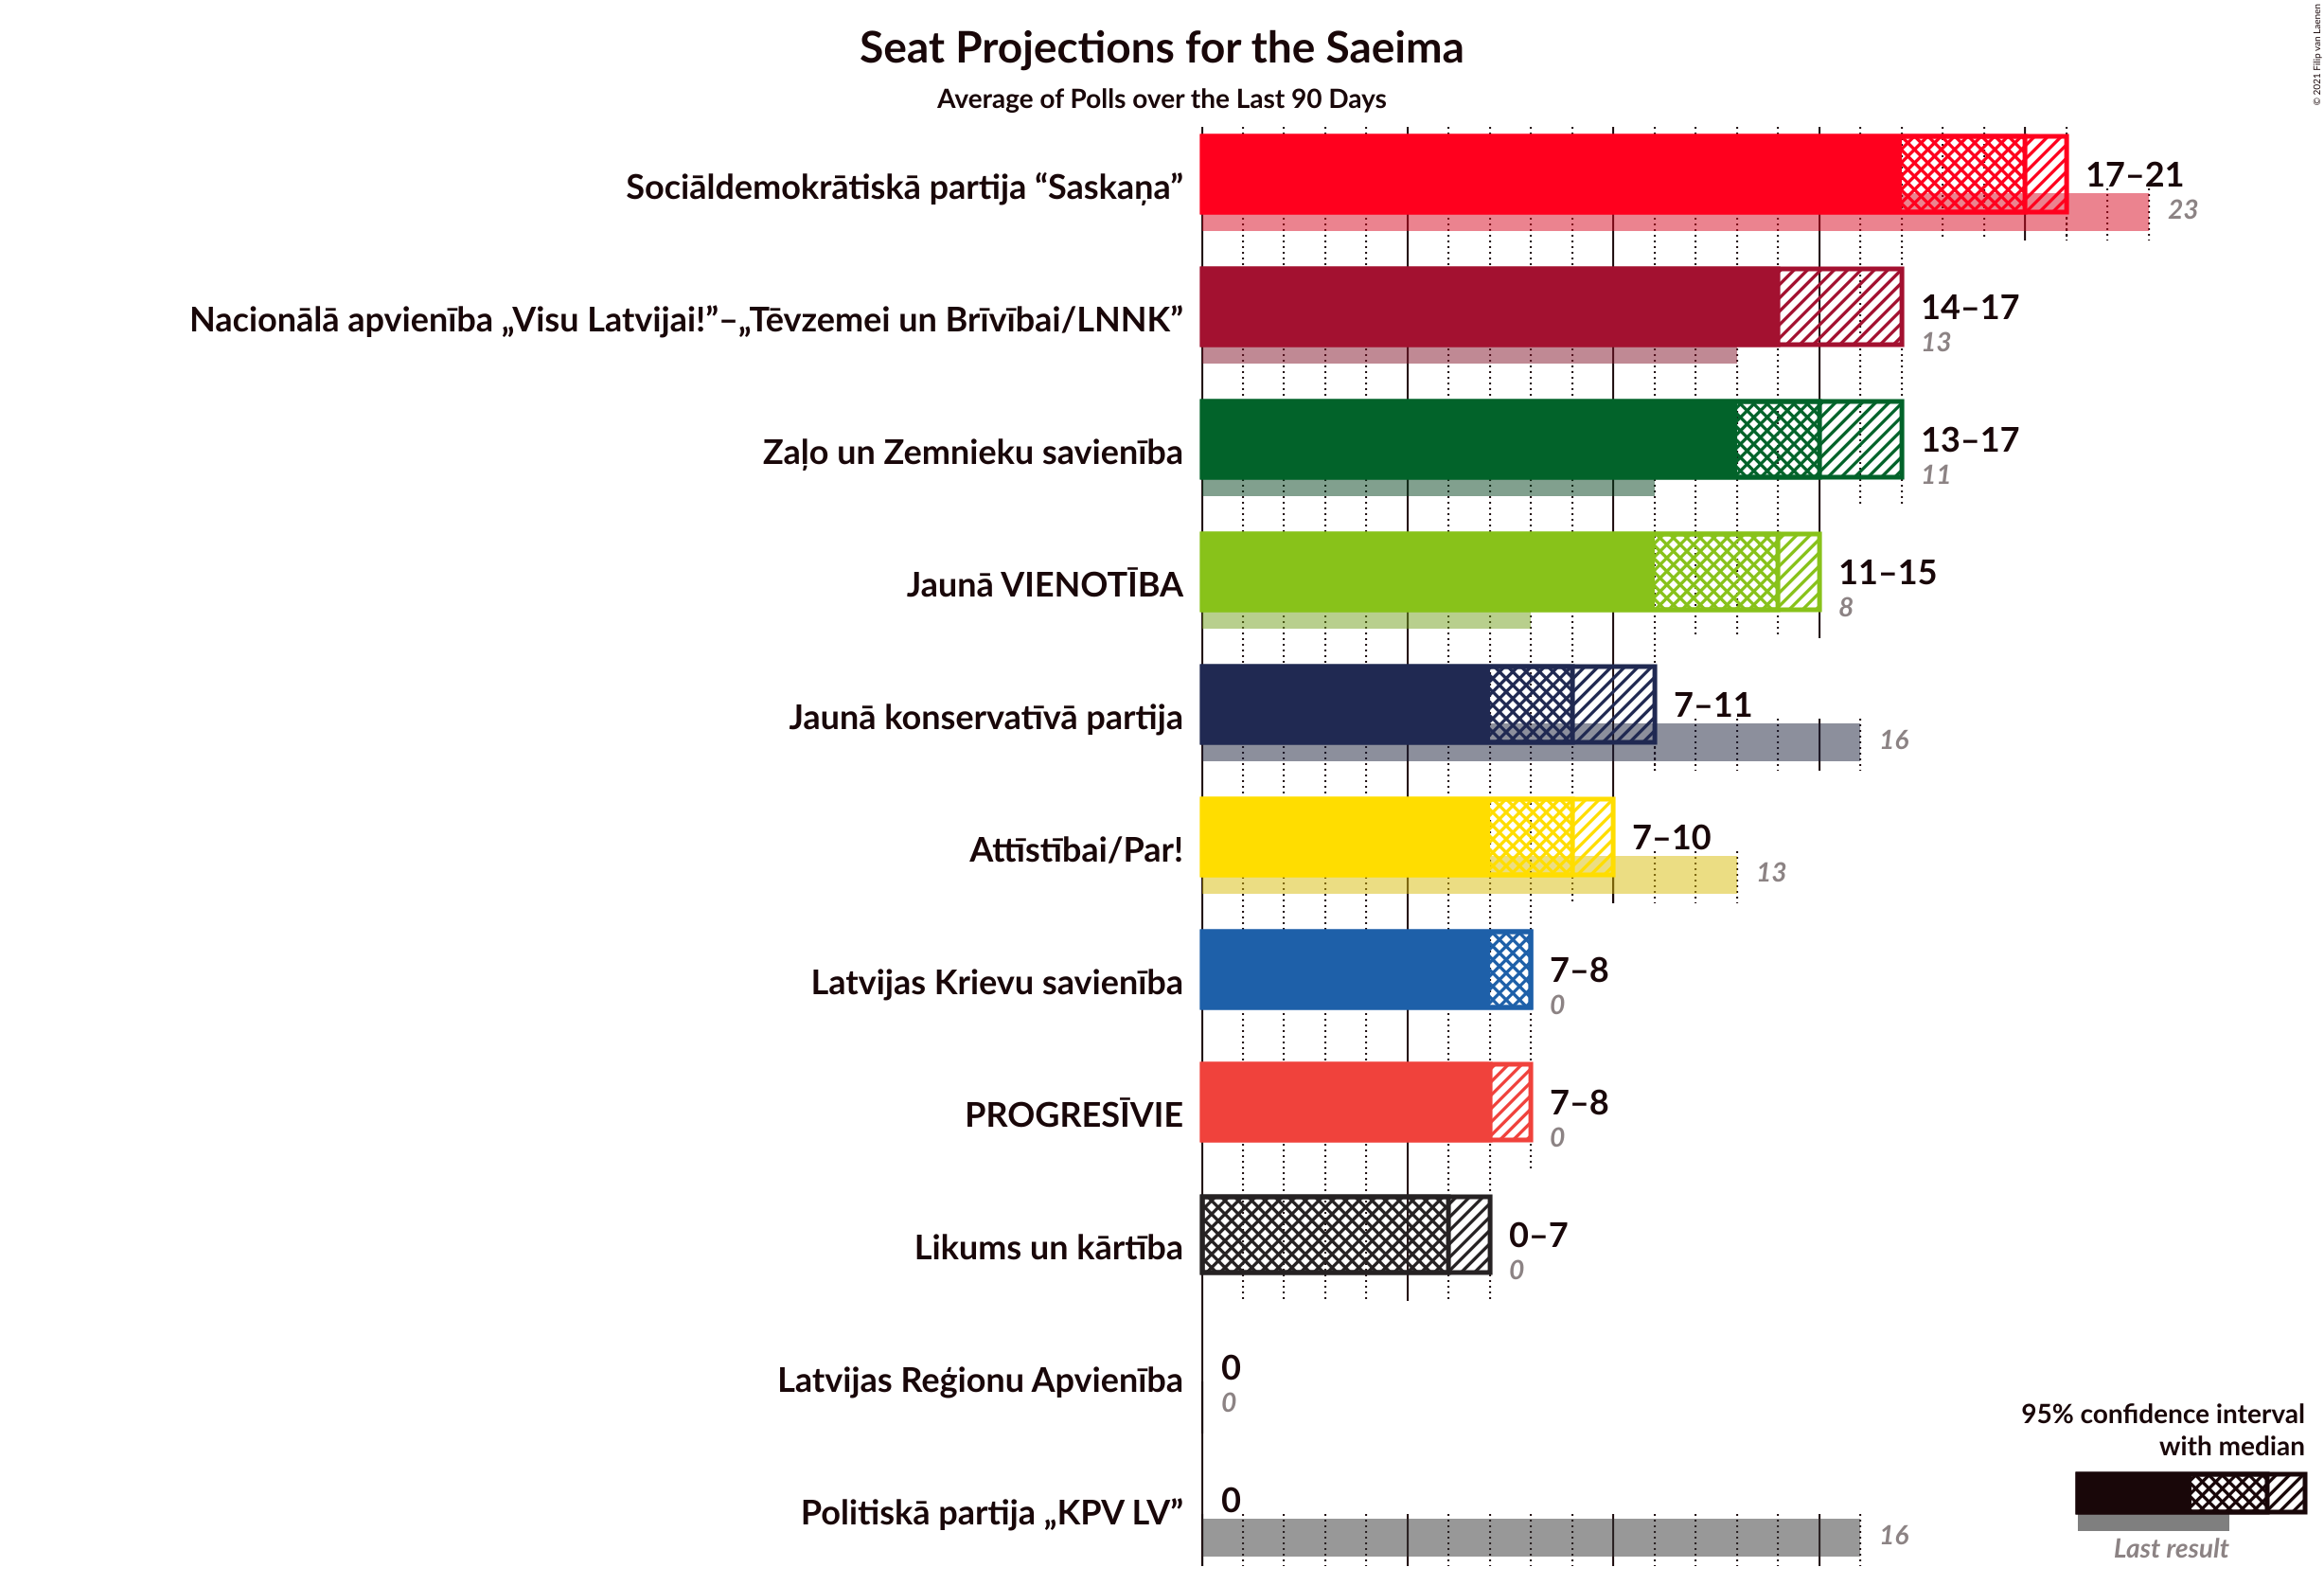 Seat Projections for the Saeima
Average of Polls over the Last 90 Days
© 2021 Filip van Laenen
Sociāldemokrātiskā partija “Saskaņa”
17–21
23
Nacionālā apvienība „Visu Latvijai!”–„Tēvzemei un Brīvībai/LNNK”
14–17
13
Zaļo un Zemnieku savienība
13–17
11
Jaunā VIENOTĪBA
11–15
8
Jaunā konservatīvā partija
7–11
16
Attīstībai/Par!
7–10
13
Latvijas Krievu savienība
7–8
0
PROGRESĪVIE
7–8
0
Likums un kārtība
0–7
0
Latvijas Reģionu Apvienība
0
0
Politiskā partija „KPV LV”
0
16
95% confidence interval
with median
Last result